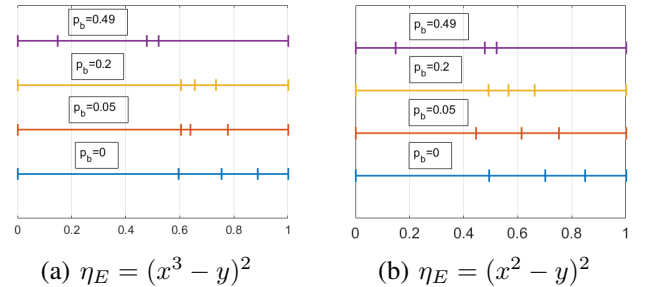 p_b=0.49
p_b=0.2
p_b=0.05
p_b=0
0 0.2 0.4 0.6 0.8 1
(a) η_E = (x^3 − y)^2
p_b=0.49
p_b=0.2
p_b=0.05
p_b=0
0 0.2 0.4 0.6 0.8 1
(b) η_E = (x^2 − y)^2